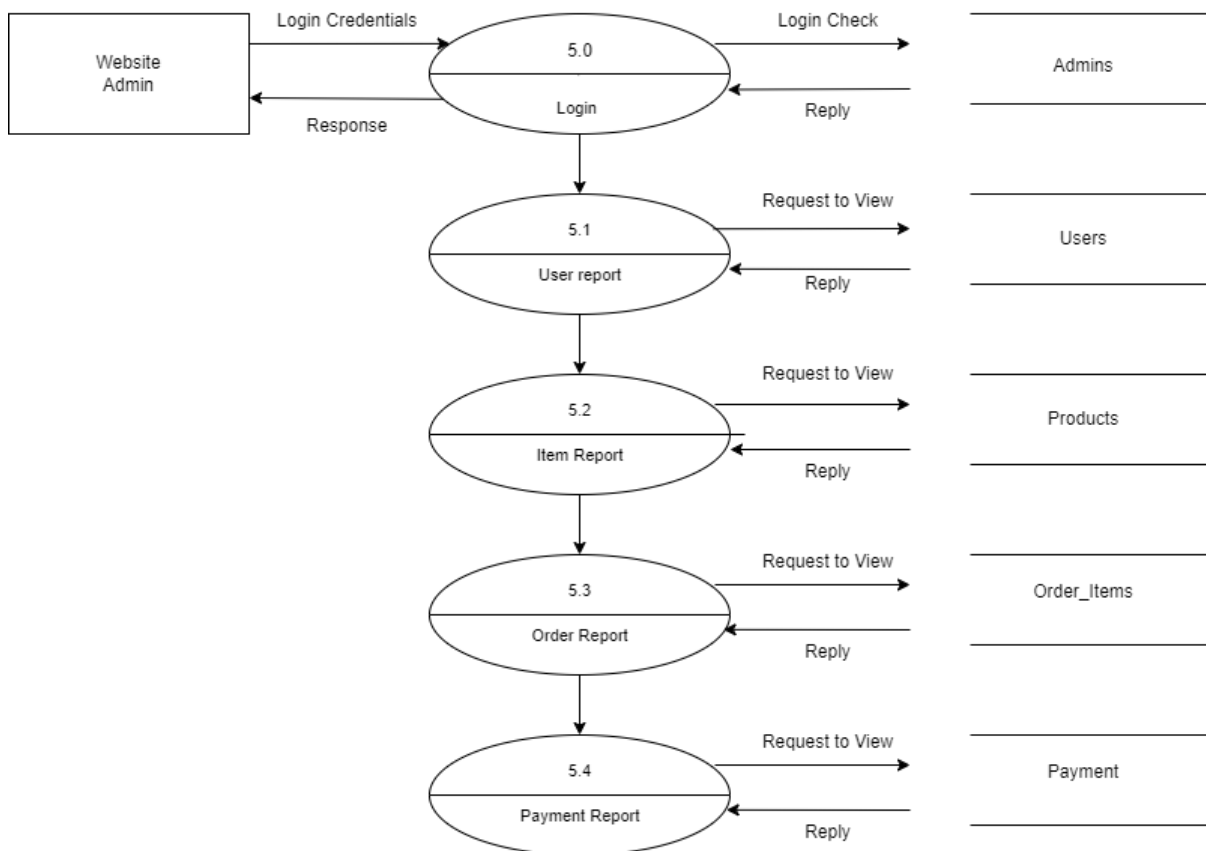 Login Credentials
Login Check
Website
Admin
5.0
Login
Admins
Response
Reply
Request to View
5.1
User report
Users
Reply
Request to View
5.2
Item Report
Products
Reply
Request to View
5.3
Order Report
Order_Items
Reply
Request to View
5.4
Payment Report
Payment
Reply